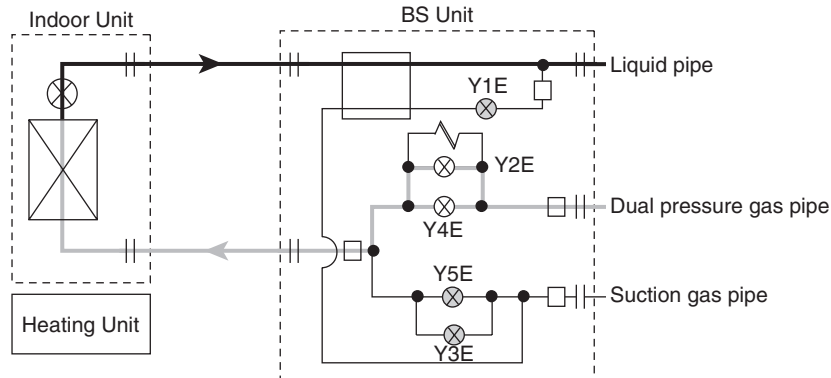 Indoor Unit
BS Unit
Liquid pipe
Y1E
Y2E
Dual pressure gas pipe
Y4E
Y5E
Suction gas pipe
Heating Unit
Y3E